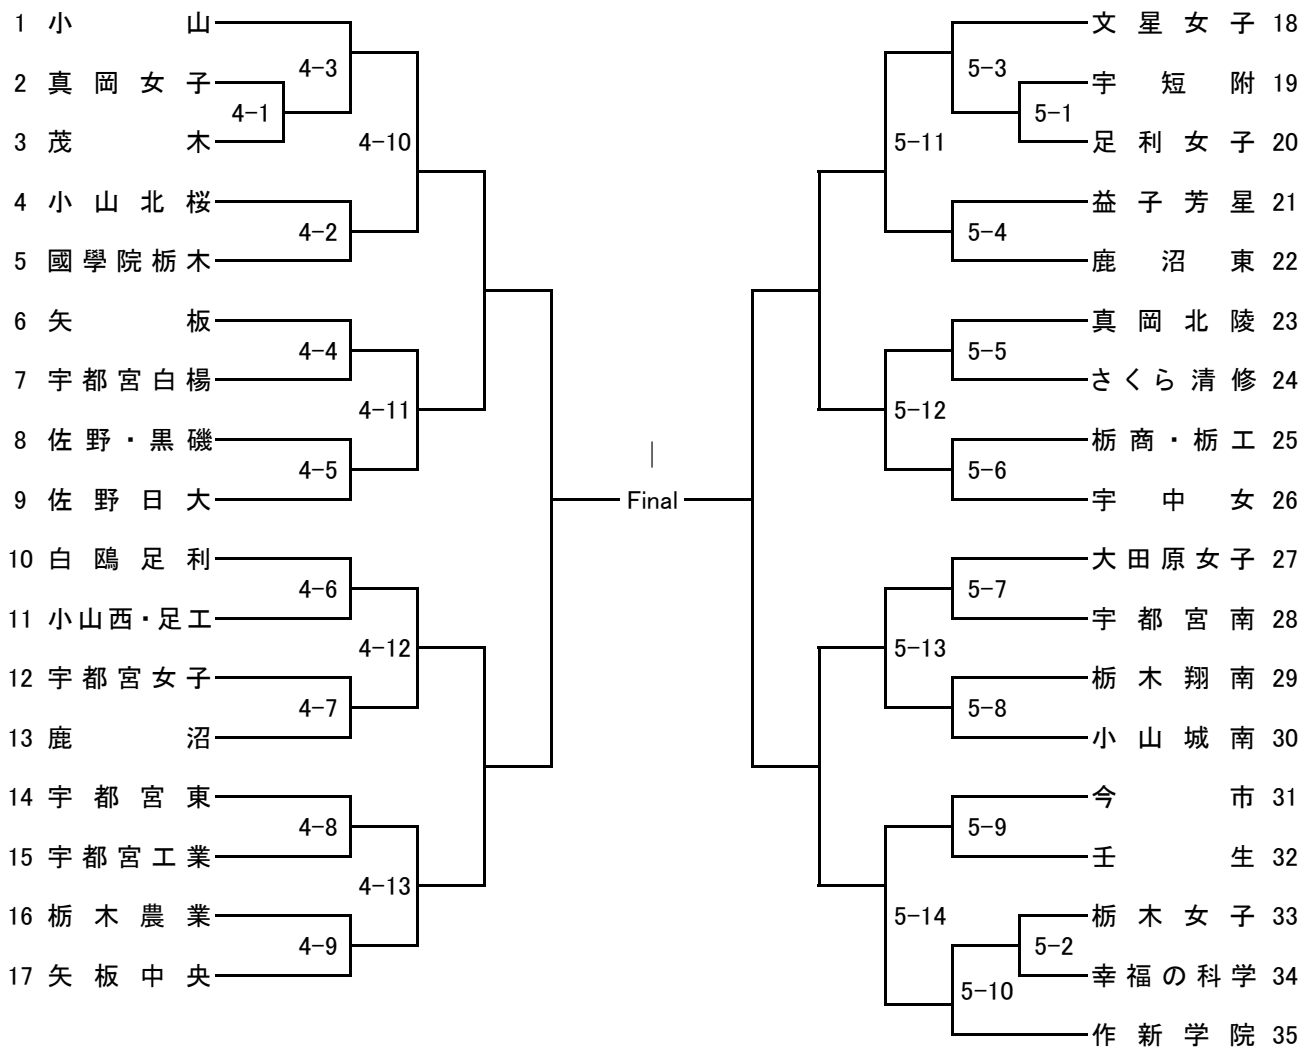 1 小山
2 真岡女子
3 茂木
4 小山北桜
5 國學院栃木
6 矢板
7 宇都宮白楊
8 佐野・黒磯
9 佐野日大
10 白鴎足利
11 小山西・足工
12 宇都宮女子
13 鹿沼
14 宇都宮東
15 宇都宮工業
16 栃木農業
17 矢板中央
4-3
4-1
4-10
4-2
4-4
4-11
4-5
4-6
4-12
4-7
4-8
4-13
4-9
Final
5-3
5-1
5-11
5-4
5-5
5-12
5-6
5-7
5-13
5-8
5-9
5-14
5-2
5-10
文星女子 18
宇短附 19
足利女子 20
益子芳星 21
鹿沼東 22
真岡北陵 23
さくら清修 24
栃商・栃工 25
宇中女 26
大田原女子 27
宇都宮南 28
栃木翔南 29
小山城南 30
今市 31
壬生 32
栃木女子 33
幸福の科学 34
作新学院 35